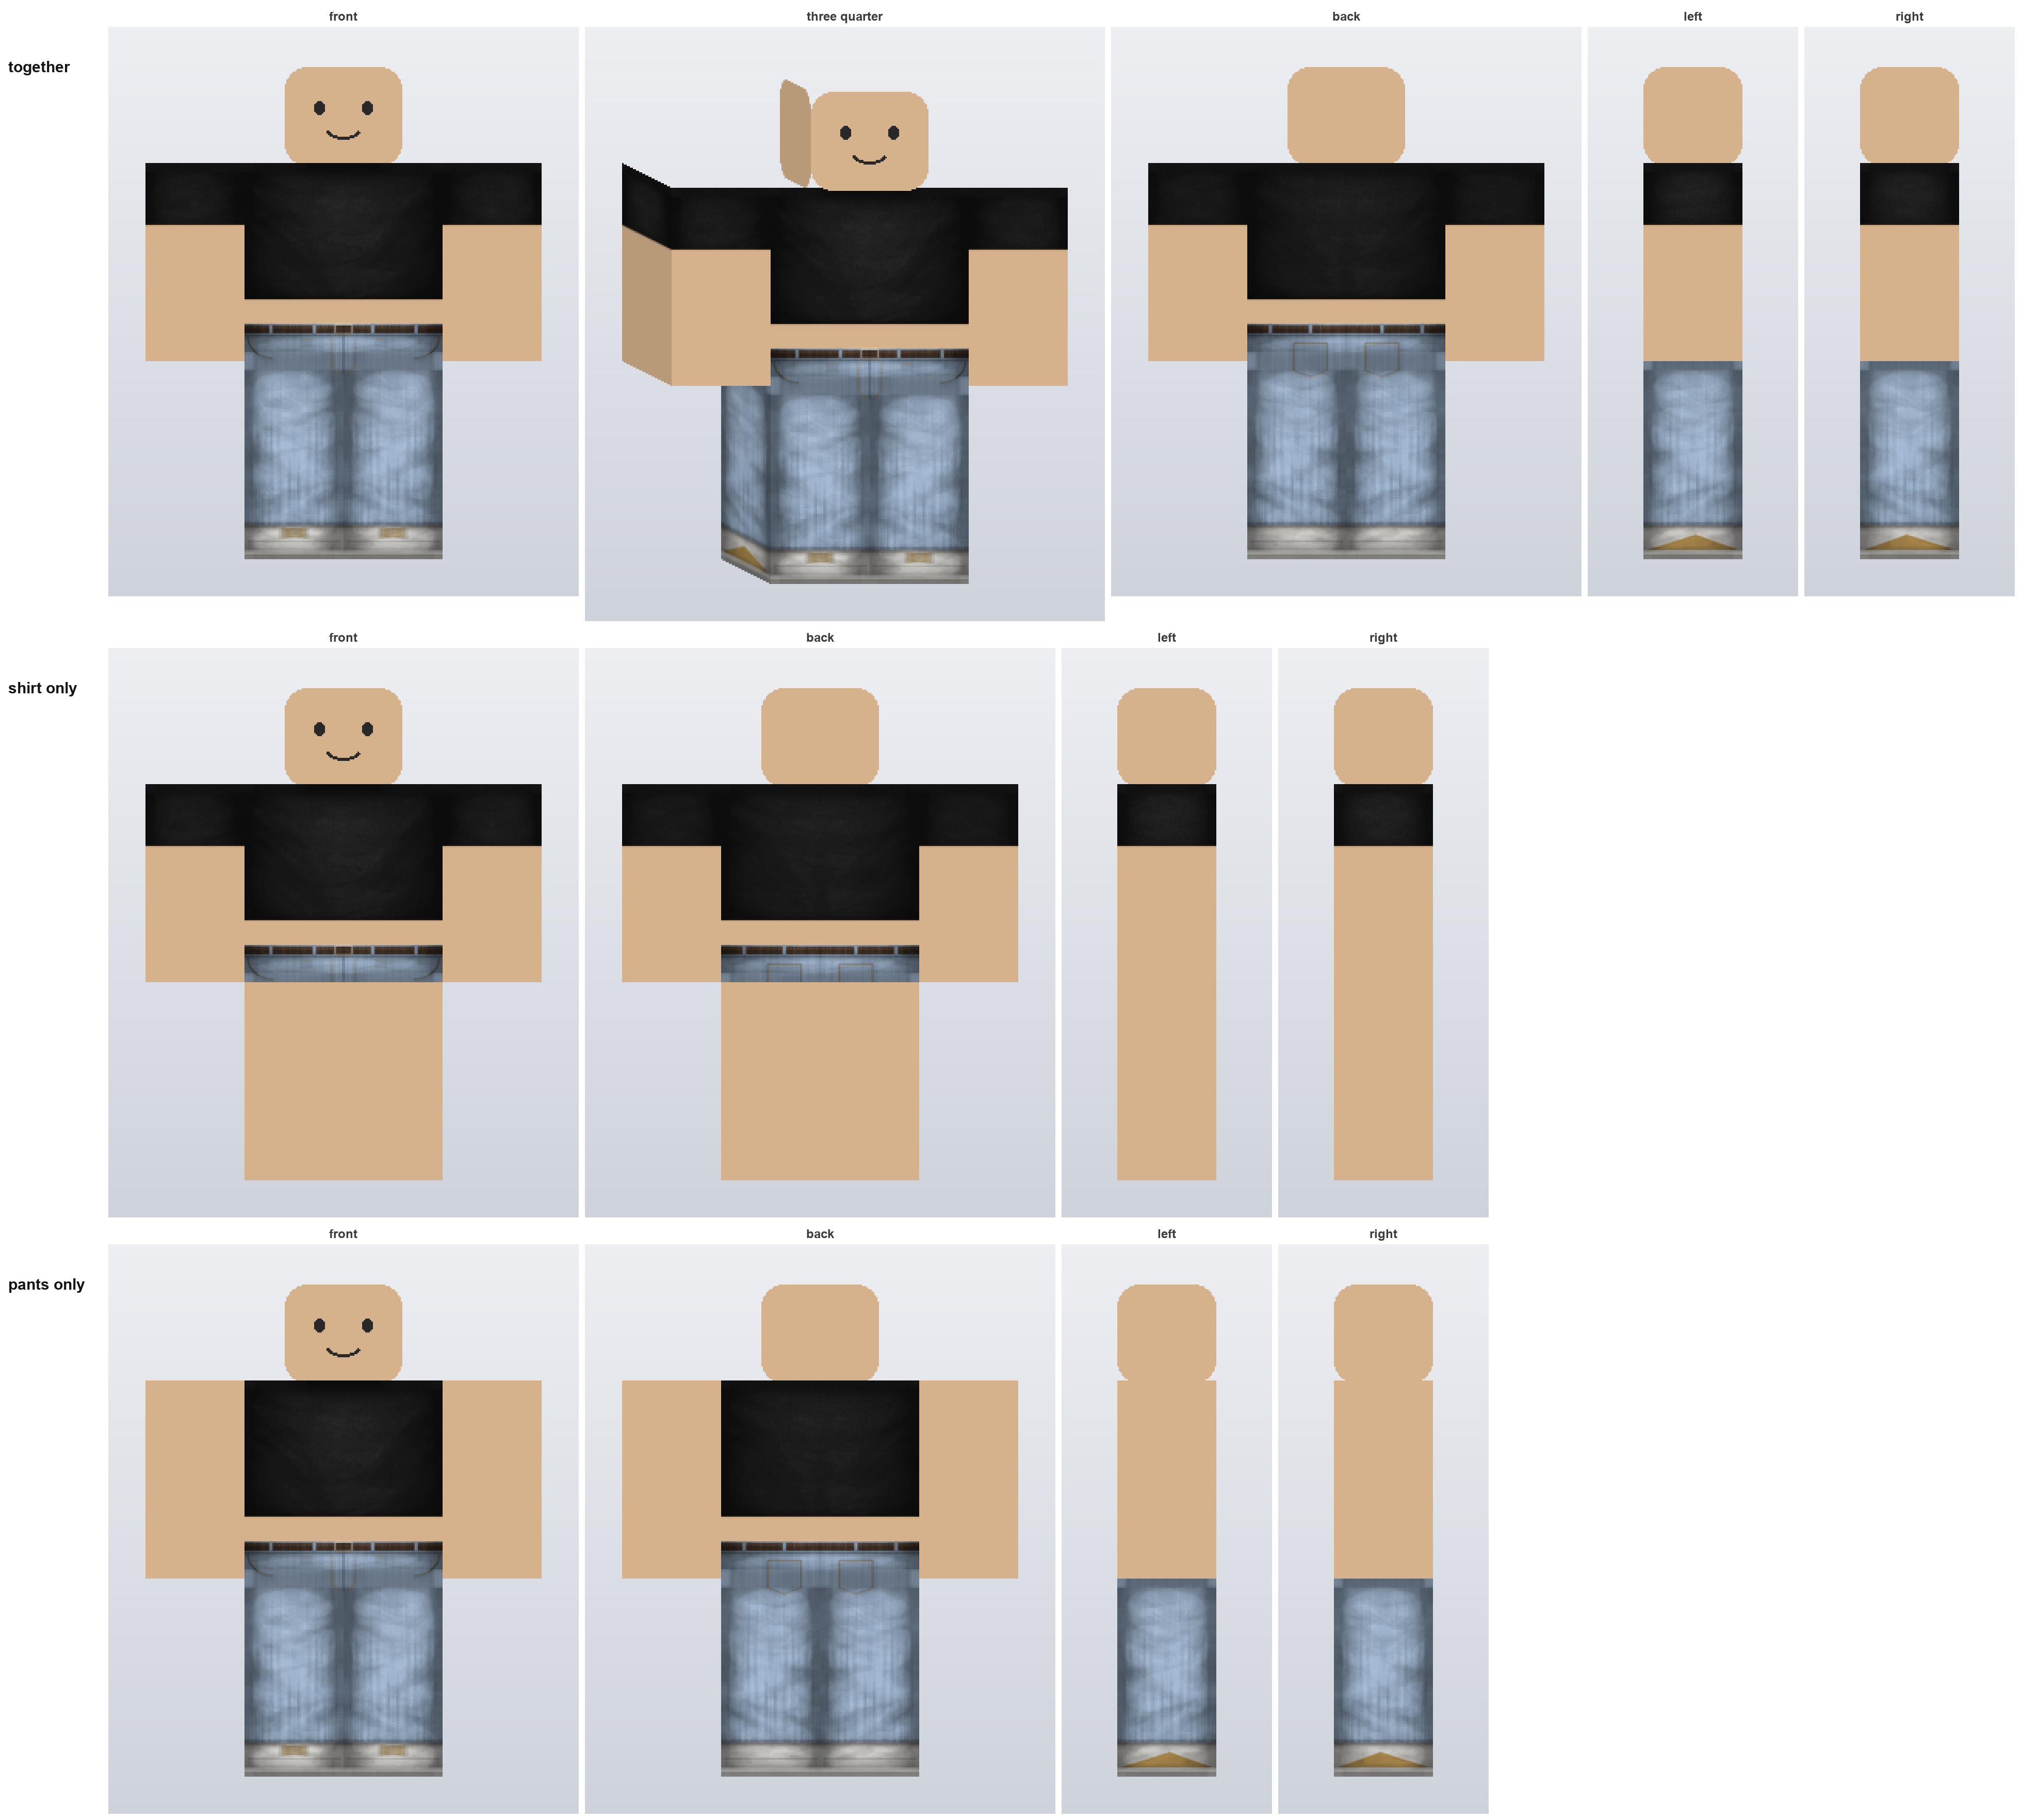 front
three quarter
back
left
right
together
front
back
left
right
shirt only
front
back
left
right
pants only